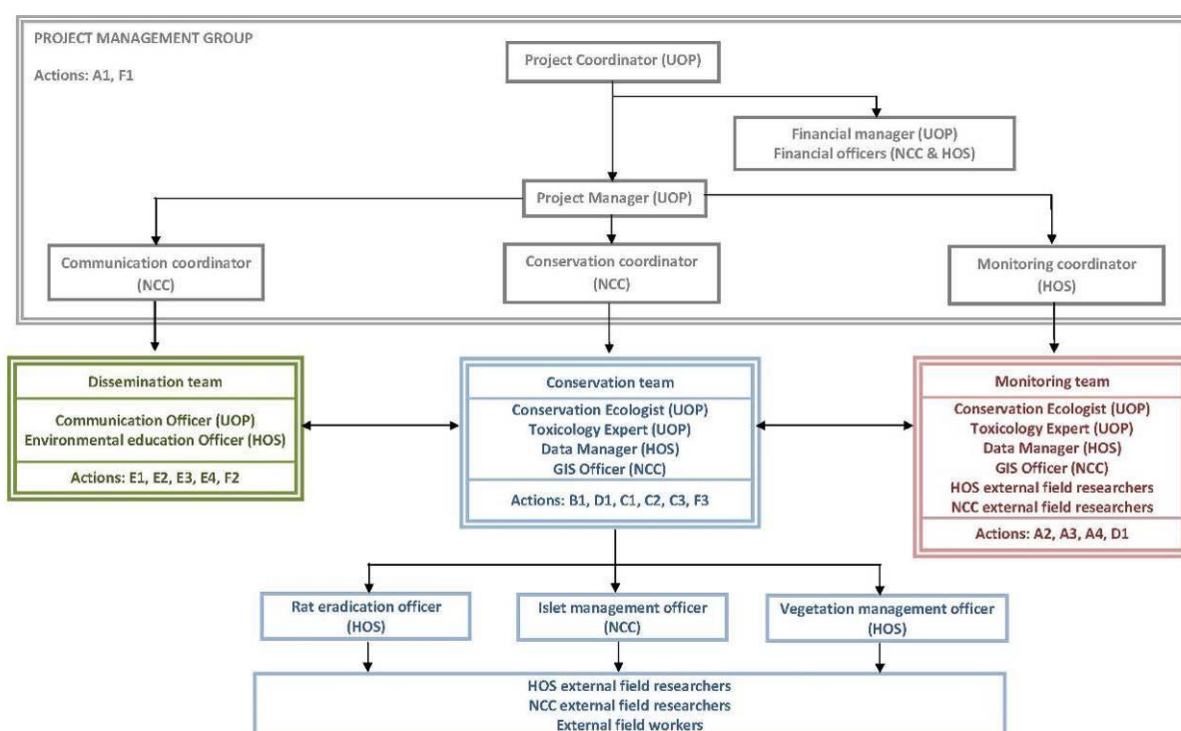 PROJECT MANAGEMENT GROUP
Actions: A1, F1
Project Coordinator (UOP)
Financial manager (UOP)
Financial officers (NCC & HOS)
Project Manager (UOP)
Communication coordinator
(NCC)
Conservation coordinator
(NCC)
Monitoring coordinator
(HOS)
Dissemination team
Communication Officer (UOP)
Environmental education Officer (HOS)
Actions: E1, E2, E3, E4, F2
Conservation team
Conservation Ecologist (UOP)
Toxicology Expert (UOP)
Data Manager (HOS)
GIS Officer (NCC)
Actions: B1, D1, C1, C2, C3, F3
Monitoring team
Conservation Ecologist (UOP)
Toxicology Expert (UOP)
Data Manager (HOS)
GIS Officer (NCC)
HOS external field researchers
NCC external field researchers
Actions: A2, A3, A4, D1
Rat eradication officer
(HOS)
Islet management officer
(NCC)
Vegetation management officer
(HOS)
HOS external field researchers
NCC external field researchers
External field workers